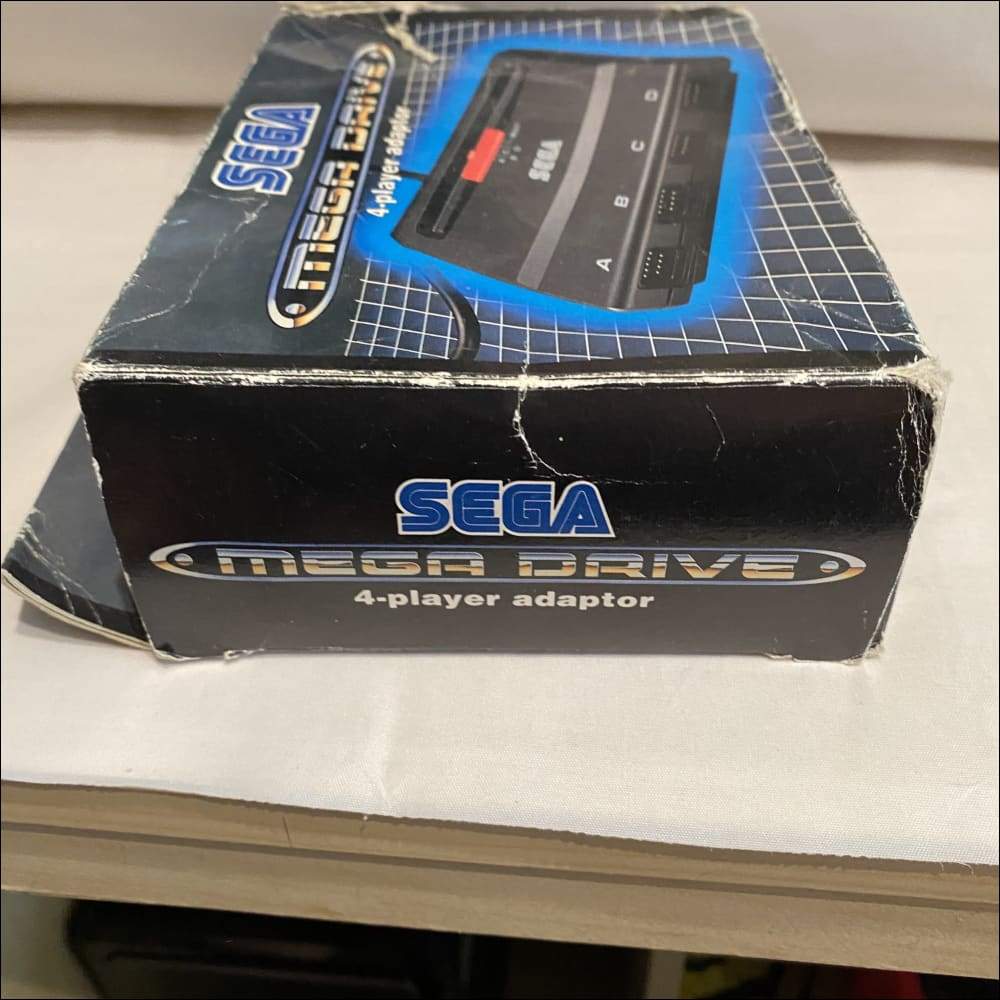 SEGA
MEGA DRIVE
4-player adaptor
SEGA
A B C D
SEGA
MEGA DRIVE
4-player adaptor